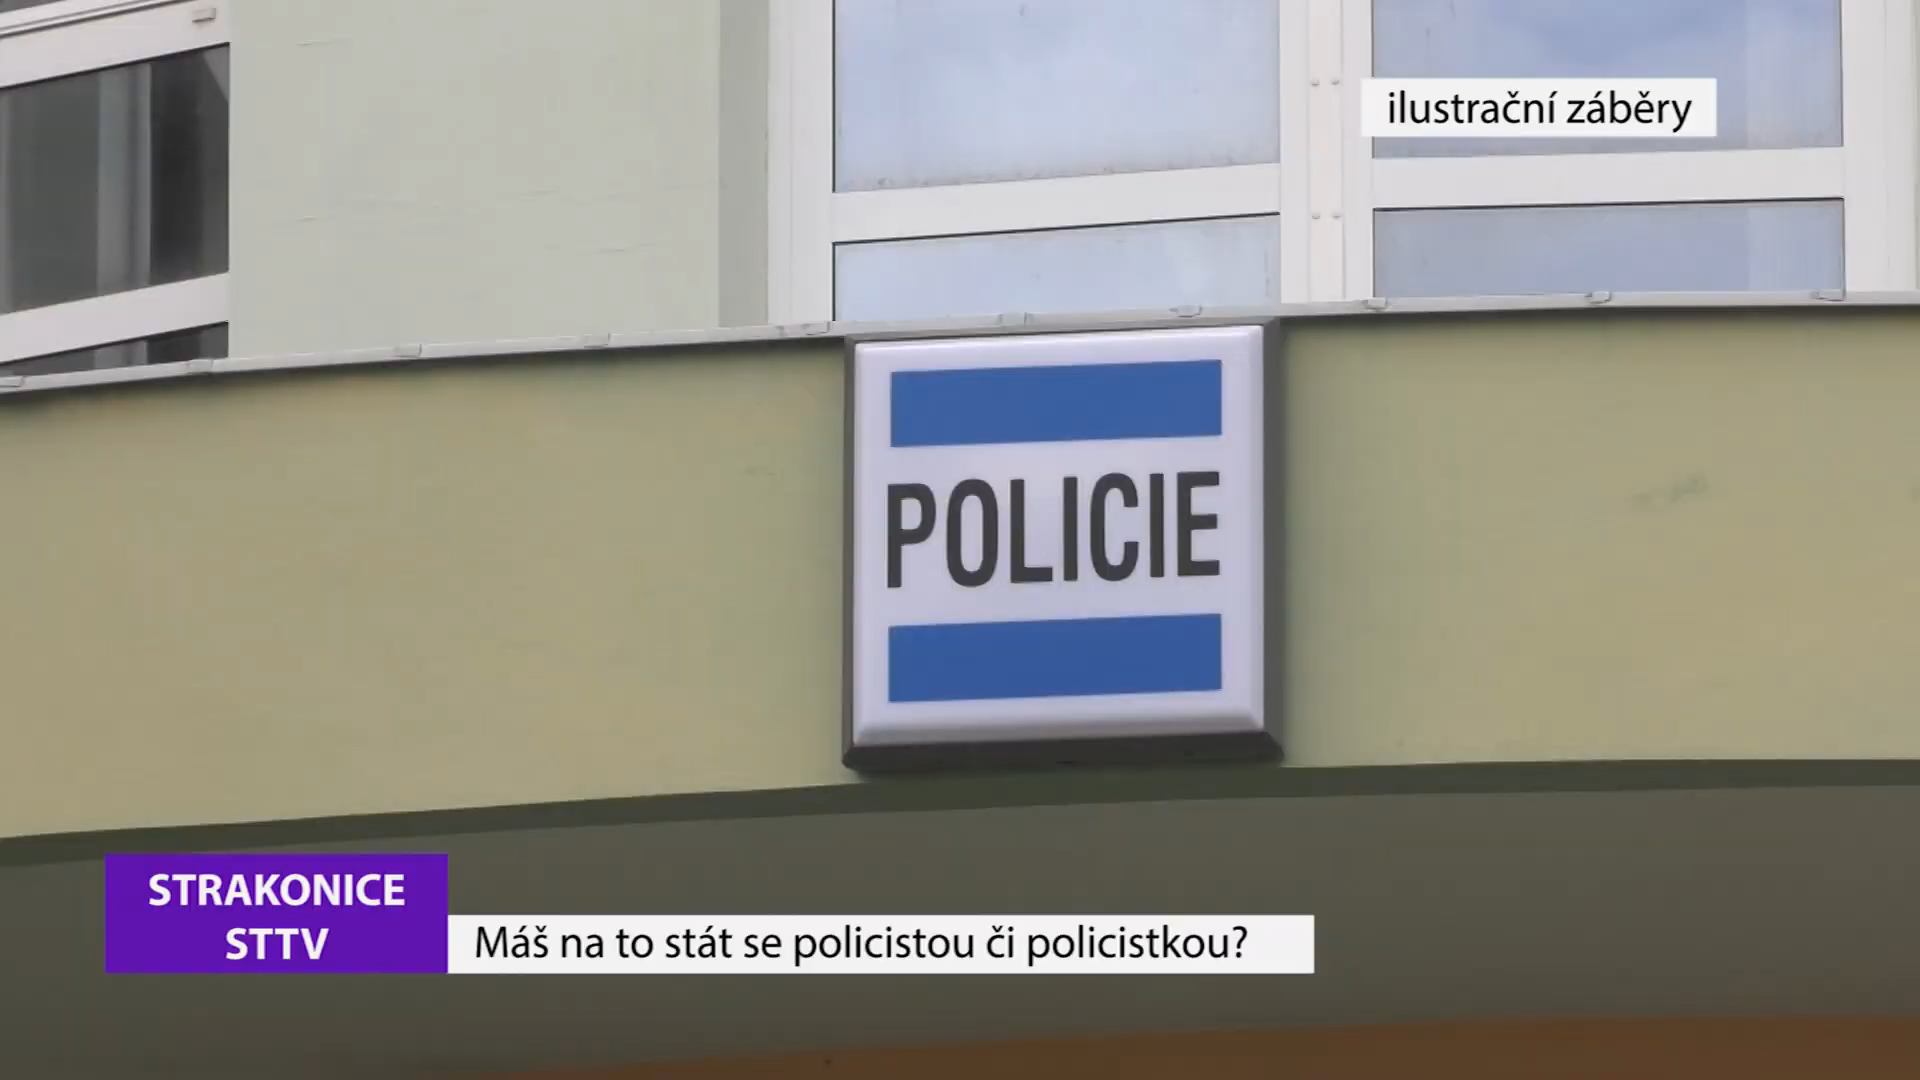 ilustrační záběry
POLICIE
STRAKONICE
STTV
Máš na to stát se policistou či policistkou?